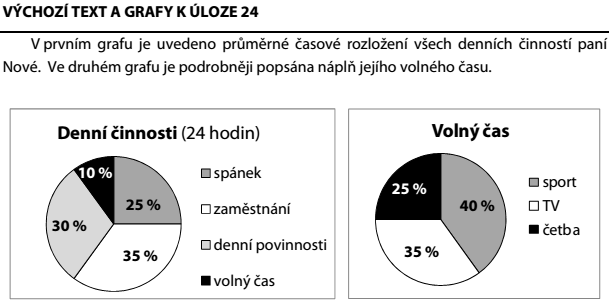 VÝCHOZÍ TEXT A GRAFY K ÚLOZE 24
V prvním grafu je uvedeno průměrné časové rozložení všech denních činností paní
Nové. Ve druhém grafu je podrobněji popsána náplň jejího volného času.
Denní činnosti (24 hodin)
10 %
25 %
30 %
35 %
spánek
zaměstnání
denní povinnosti
volný čas
Volný čas
25 %
40 %
35 %
sport
TV
četba